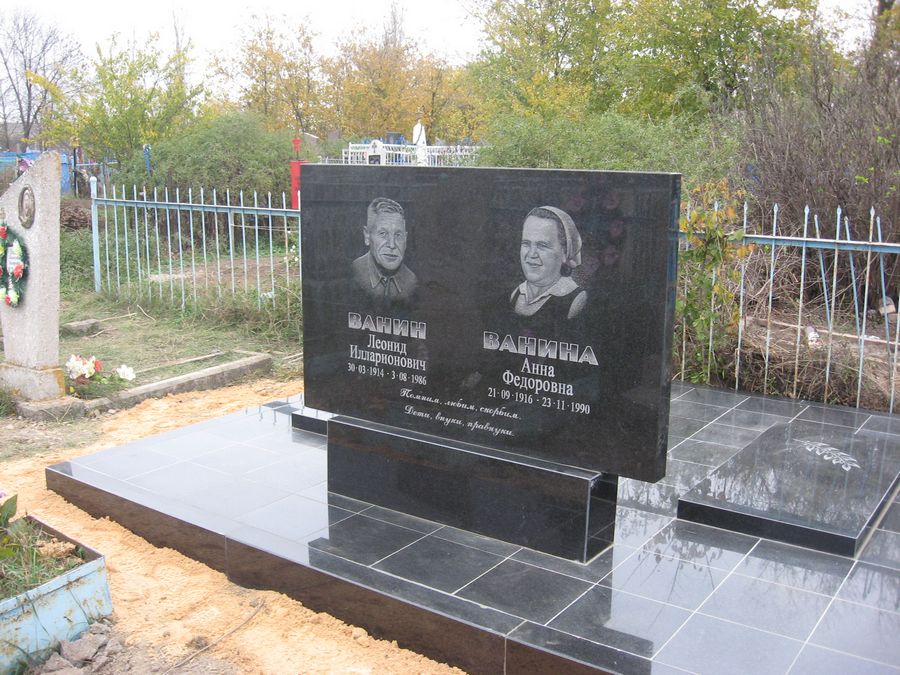 ВАНИН
Леонид
Илларионович
30·03·1914 - 3·08·1986
ВАНИНА
Анна
Федоровна
21·09·1916 - 23·11·1990
Помним, любим, скорбим.
Дети, внуки, правнуки.